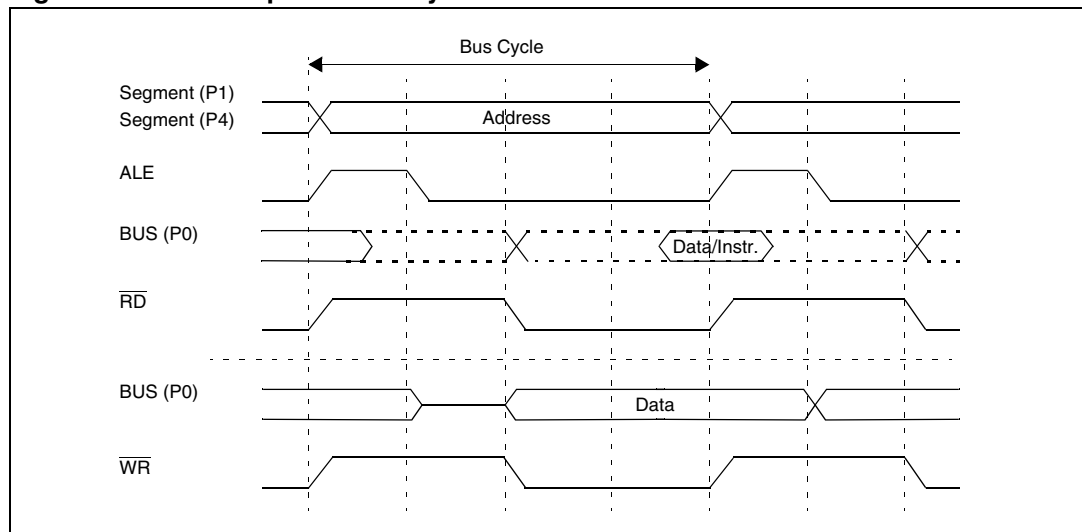 Bus Cycle
Segment (P1)
Segment (P4)
Address
ALE
BUS (P0)
Data/Instr.
RD
BUS (P0)
Data
WR